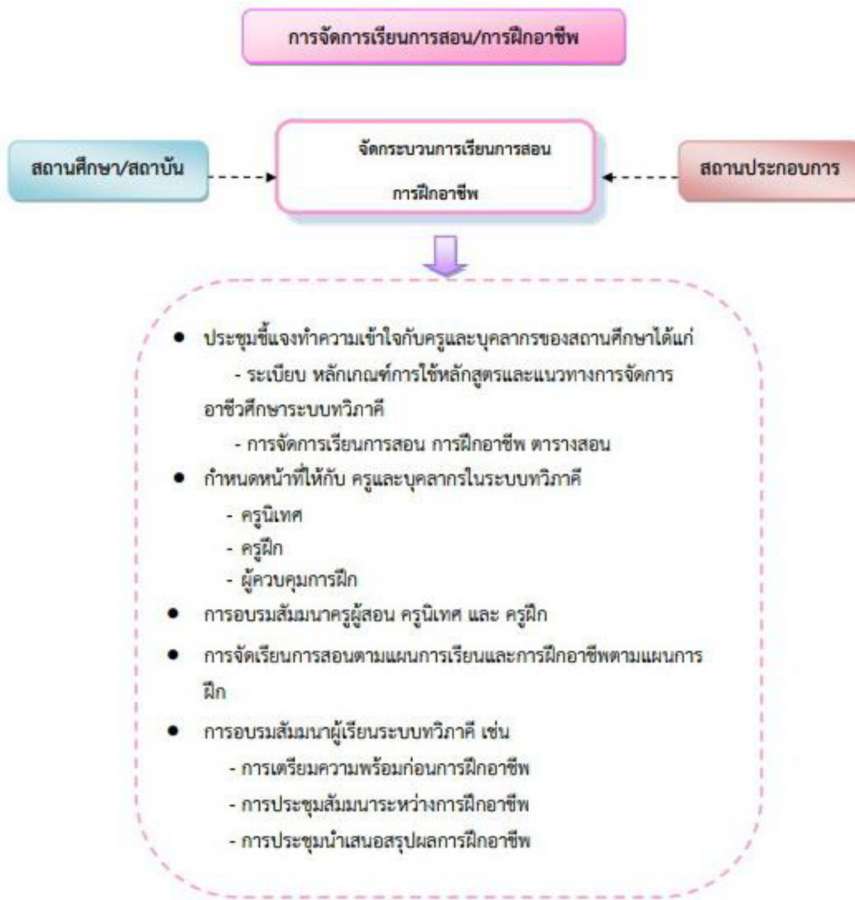 การจัดการเรียนการสอน/การฝึกอาชีพ
สถานศึกษา/สถาบัน
จัดกระบวนการเรียนการสอน
การฝึกอาชีพ
สถานประกอบการ
● ประชุมชี้แจงทำความเข้าใจกับครูและบุคลากรของสถานศึกษาได้แก่
- ระเบียบ หลักเกณฑ์การใช้หลักสูตรและแนวทางการจัดการ
อาชีวศึกษาระบบทวิภาคี
- การจัดการเรียนการสอน การฝึกอาชีพ ตารางสอน
● กำหนดหน้าที่ให้กับ ครูและบุคลากรในระบบทวิภาคี
- ครูนิเทศ
- ครูฝึก
- ผู้ควบคุมการฝึก
● การอบรมสัมมนาครูผู้สอน ครูนิเทศ และ ครูฝึก
● การจัดเรียนการสอนตามแผนการเรียนและการฝึกอาชีพตามแผนการ
ฝึก
● การอบรมสัมมนาผู้เรียนระบบทวิภาคี เช่น
- การเตรียมความพร้อมก่อนการฝึกอาชีพ
- การประชุมสัมมนาระหว่างการฝึกอาชีพ
- การประชุมนำเสนอสรุปผลการฝึกอาชีพ